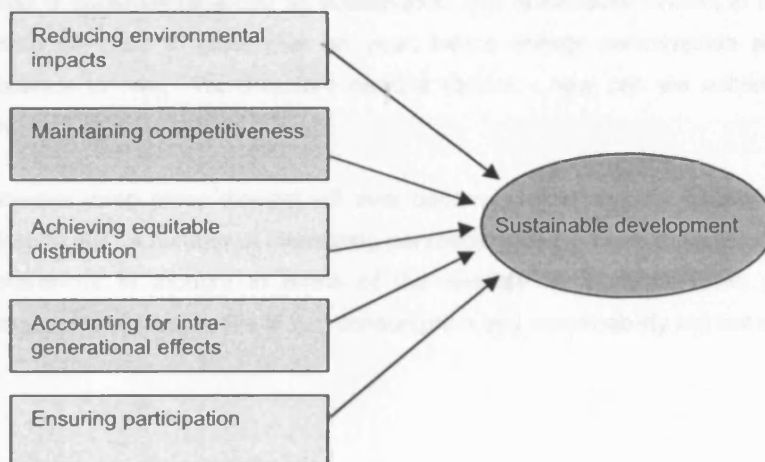 Reducing environmental
impacts
Maintaining competitiveness
Achieving equitable
distribution
Accounting for intra-
generational effects
Ensuring participation
Sustainable development